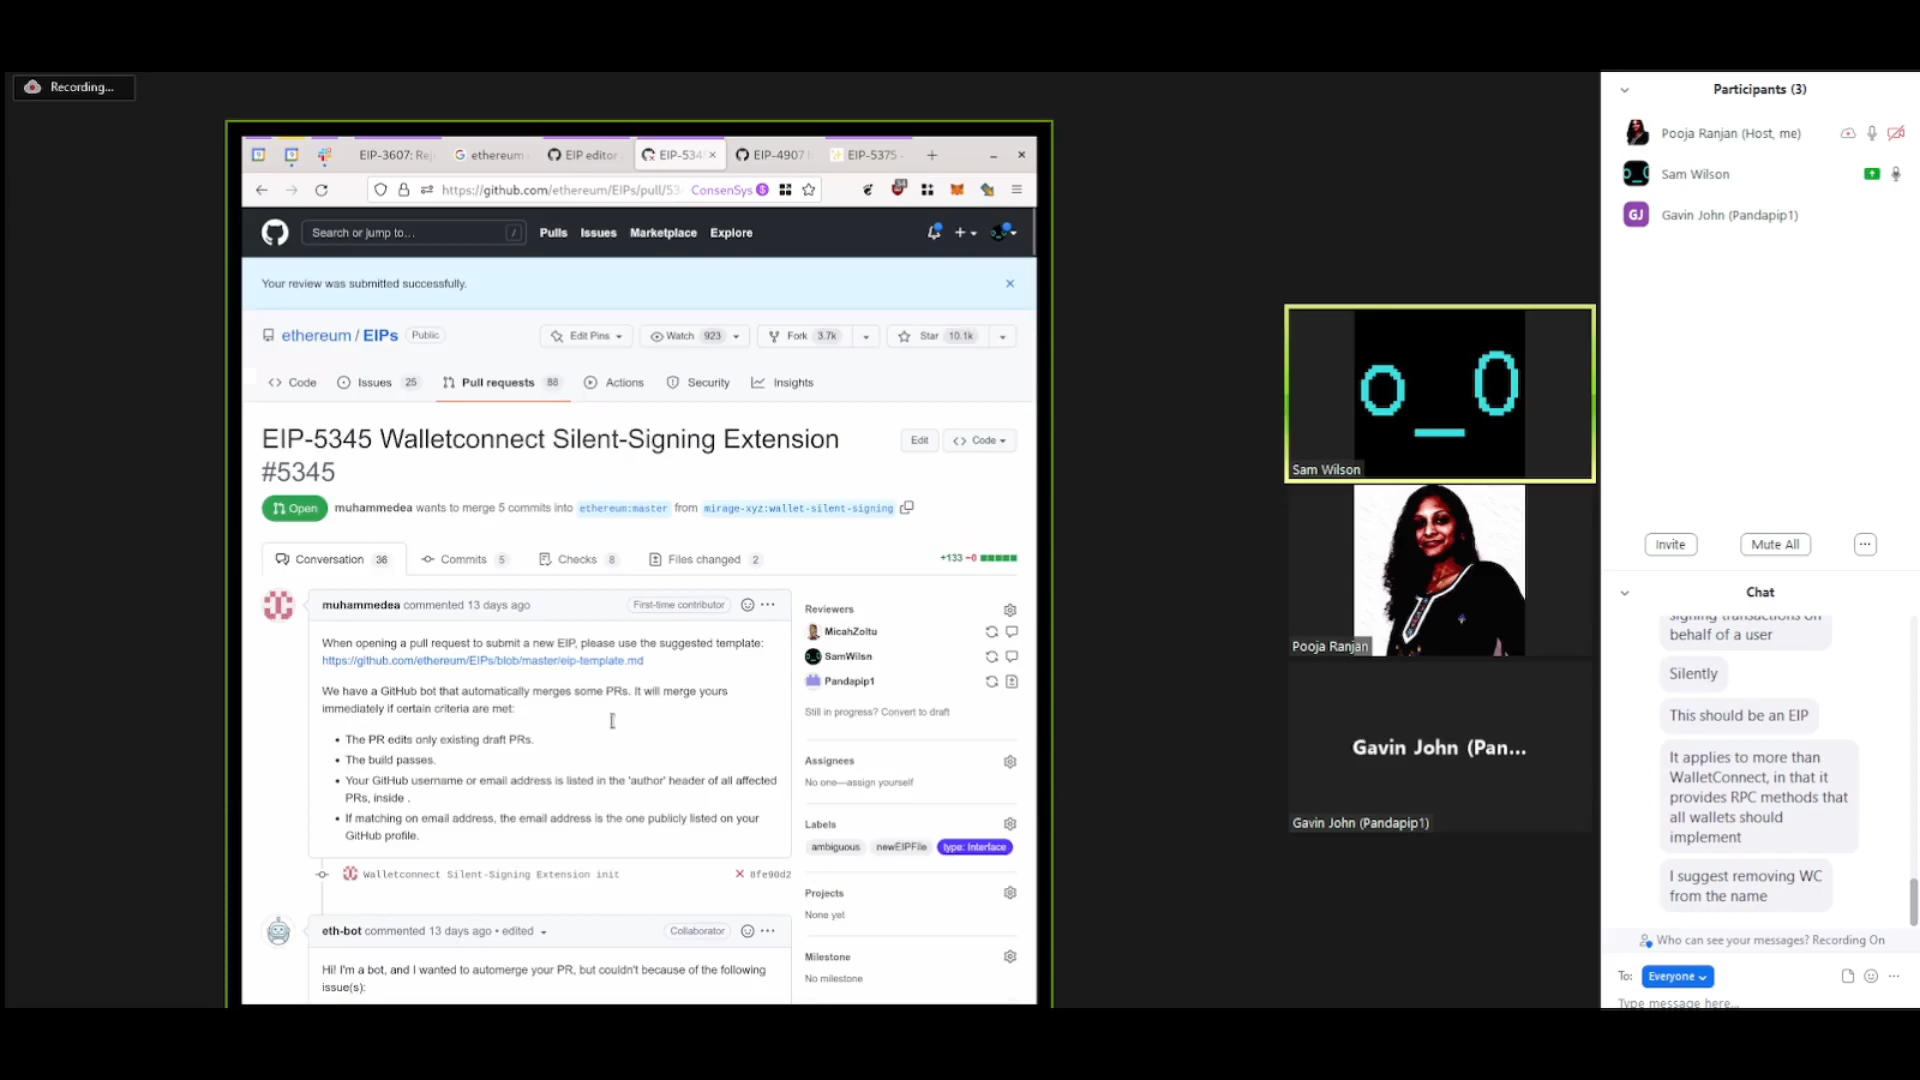 Recording...
EIP-3607: Rej
ethereum
EIP editor
EIP-534
EIP-4907
EIP-5375 -
https://github.com/ethereum/EIPs/pull/53
ConsenSys
Search or jump to...
/
Pulls
Issues
Marketplace
Explore
Your review was submitted successfully.
ethereum / EIPs
Public
Edit Pins
Watch 923
Fork 3.7k
Star 10.1k
Code
Issues 25
Pull requests 88
Actions
Security
Insights
EIP-5345 Walletconnect Silent-Signing Extension
#5345
Edit
Code
Open
muhammedea wants to merge 5 commits into ethereum:master from mirage-xyz:wallet-silent-signing
Conversation 36
Commits 5
Checks 8
Files changed 2
+133 −0
muhammedea commented 13 days ago
First-time contributor
When opening a pull request to submit a new EIP, please use the suggested template:
https://github.com/ethereum/EIPs/blob/master/eip-template.md
We have a GitHub bot that automatically merges some PRs. It will merge yours
immediately if certain criteria are met:
• The PR edits only existing draft PRs.
• The build passes.
• Your GitHub username or email address is listed in the 'author' header of all affected
PRs, inside .
• If matching on email address, the email address is the one publicly listed on your
GitHub profile.
Walletconnect Silent-Signing Extension init
8fe90d2
eth-bot commented 13 days ago • edited
Collaborator
Hi! I'm a bot, and I wanted to automerge your PR, but couldn't because of the following
issue(s):
Reviewers
MicahZoltu
SamWilsn
Pandapip1
Still in progress? Convert to draft
Assignees
No one—assign yourself
Labels
ambiguous
newEIPFile
type: Interface
Projects
None yet
Milestone
No milestone
Sam Wilson
Pooja Ranjan
Gavin John (Pan...
Gavin John (Pandapip1)
Participants (3)
Pooja Ranjan (Host, me)
Sam Wilson
GJ
Gavin John (Pandapip1)
Invite
Mute All
...
Chat
signing transactions on
behalf of a user
Silently
This should be an EIP
It applies to more than
WalletConnect, in that it
provides RPC methods that
all wallets should
implement
I suggest removing WC
from the name
Who can see your messages? Recording On
To:
Everyone
Type message here...